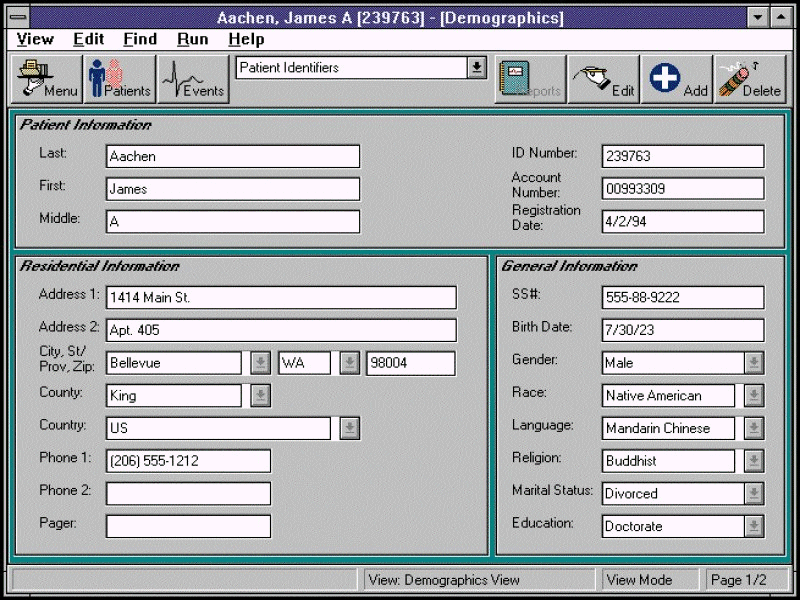 Aachen, James A [239763] - [Demographics]
View Edit Find Run Help
Menu Patients Events Patient Identifiers Reports Edit Add Delete
Patient Information
Last: Aachen
First: James
Middle: A
ID Number: 239763
Account Number: 00993309
Registration Date: 4/2/94
Residential Information
Address 1: 1414 Main St.
Address 2: Apt. 405
City, St/ Prov, Zip: Bellevue WA 98004
County: King
Country: US
Phone 1: (206) 555-1212
Phone 2:
Pager:
General Information
SS#: 555-88-9222
Birth Date: 7/30/23
Gender: Male
Race: Native American
Language: Mandarin Chinese
Religion: Buddhist
Marital Status: Divorced
Education: Doctorate
View: Demographics View View Mode Page 1/2